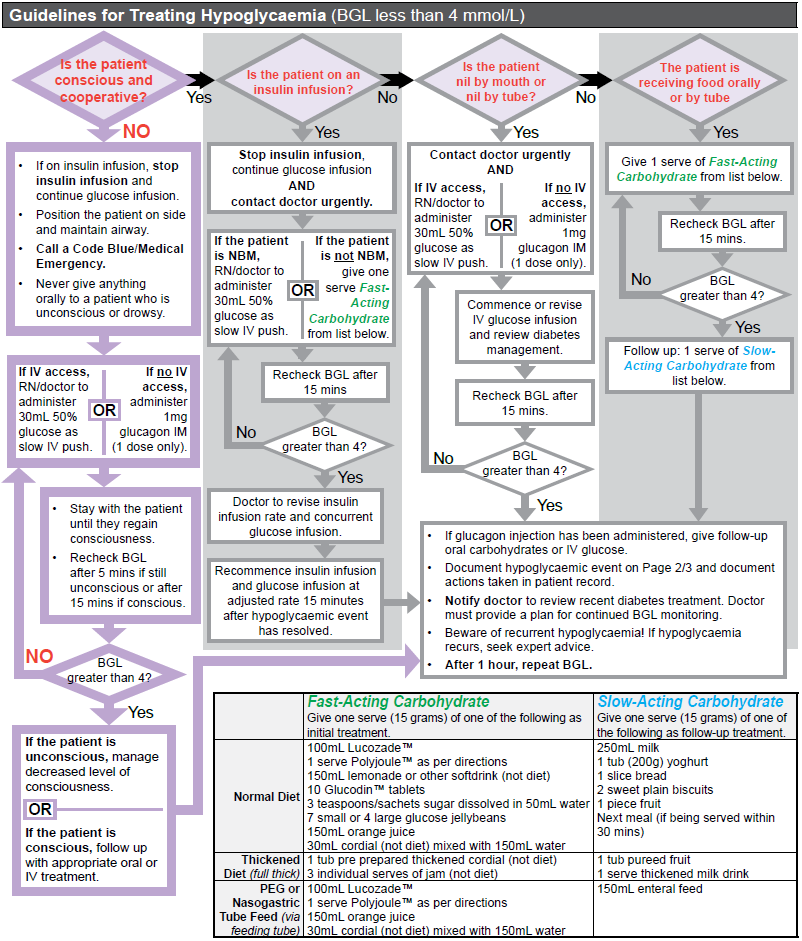 Guidelines for Treating Hypoglycaemia (BGL less than 4 mmol/L)
Is the patient
conscious and
cooperative?
Yes
NO
• If on insulin infusion, stop
insulin infusion and
continue glucose infusion.
• Position the patient on side
and maintain airway.
• Call a Code Blue/Medical
Emergency.
• Never give anything
orally to a patient who is
unconscious or drowsy.
If IV access,
RN/doctor to
administer
30mL 50%
glucose as
slow IV push.
OR
If no IV
access,
administer
1mg
glucagon IM
(1 dose only).
• Stay with the patient
until they regain
consciousness.
• Recheck BGL
after 5 mins if still
unconscious or after
15 mins if conscious.
NO
BGL
greater than 4?
Yes
If the patient is
unconscious, manage
decreased level of
consciousness.
OR
If the patient is
conscious, follow up
with appropriate oral or
IV treatment.
Is the patient on an
insulin infusion?
No
Yes
Stop insulin infusion,
continue glucose infusion
AND
contact doctor urgently.
If the patient
is NBM,
RN/doctor to
administer
30mL 50%
glucose as
slow IV push.
OR
If the patient
is not NBM,
give one
serve Fast-
Acting
Carbohydrate
from list below.
Recheck BGL after
15 mins
No
BGL
greater than 4?
Yes
Doctor to revise insulin
infusion rate and concurrent
glucose infusion.
Recommence insulin infusion
and glucose infusion at
adjusted rate 15 minutes
after hypoglycaemic event
has resolved.
Is the patient
nil by mouth or
nil by tube?
No
Yes
Contact doctor urgently
AND
If IV access,
RN/doctor to
administer
30mL 50%
glucose as
slow IV push.
OR
If no IV
access,
administer
1mg
glucagon IM
(1 dose only).
Commence or revise
IV glucose infusion
and review diabetes
management.
Recheck BGL after
15 mins.
No
BGL
greater than 4?
Yes
The patient is
receiving food orally
or by tube
Yes
Give 1 serve of Fast-Acting
Carbohydrate from list below.
Recheck BGL after
15 mins.
No
BGL
greater than 4?
Yes
Follow up: 1 serve of Slow-
Acting Carbohydrate from
list below.
• If glucagon injection has been administered, give follow-up
oral carbohydrates or IV glucose.
• Document hypoglycaemic event on Page 2/3 and document
actions taken in patient record.
• Notify doctor to review recent diabetes treatment. Doctor
must provide a plan for continued BGL monitoring.
• Beware of recurrent hypoglycaemia! If hypoglycaemia
recurs, seek expert advice.
• After 1 hour, repeat BGL.
Fast-Acting Carbohydrate
Give one serve (15 grams) of one of the following as
initial treatment.
Slow-Acting Carbohydrate
Give one serve (15 grams) of one of
the following as follow-up treatment.
Normal Diet
100mL Lucozade™
1 serve Polyjoule™ as per directions
150mL lemonade or other softdrink (not diet)
10 Glucodin™ tablets
3 teaspoons/sachets sugar dissolved in 50mL water
7 small or 4 large glucose jellybeans
150mL orange juice
30mL cordial (not diet) mixed with 150mL water
250mL milk
1 tub (200g) yoghurt
1 slice bread
2 sweet plain biscuits
1 piece fruit
Next meal (if being served within
30 mins)
Thickened
Diet (full thick)
1 tub pre prepared thickened cordial (not diet)
3 individual serves of jam (not diet)
1 tub pureed fruit
1 serve thickened milk drink
PEG or
Nasogastric
Tube Feed (via
feeding tube)
100mL Lucozade™
1 serve Polyjoule™ as per directions
150mL orange juice
30mL cordial (not diet) mixed with 150mL water
150mL enteral feed